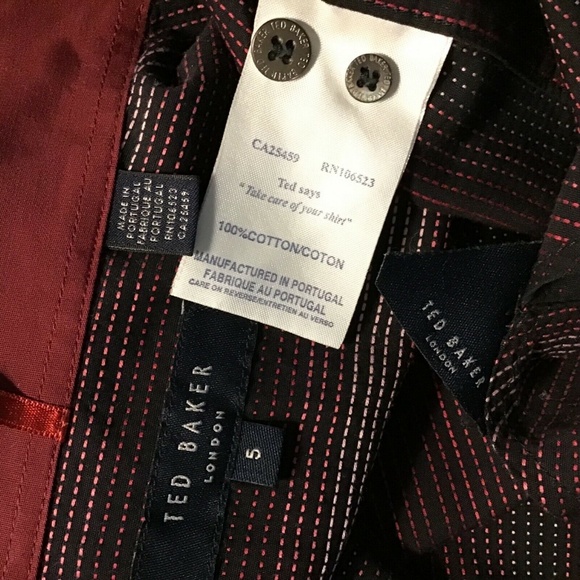 TED BAKER
CA25459 RN106523
Ted says
"Take care of your shirt"
100%COTTON/COTON
MANUFACTURED IN PORTUGAL
FABRIQUE AU PORTUGAL
CARE ON REVERSE/ENTRETIEN AU VERSO
MADE IN
PORTUGAL
FABRIQUE AU
PORTUGAL
RN106523
CA25459
TED BAKER
LONDON
5
TED BAKER
LONDON